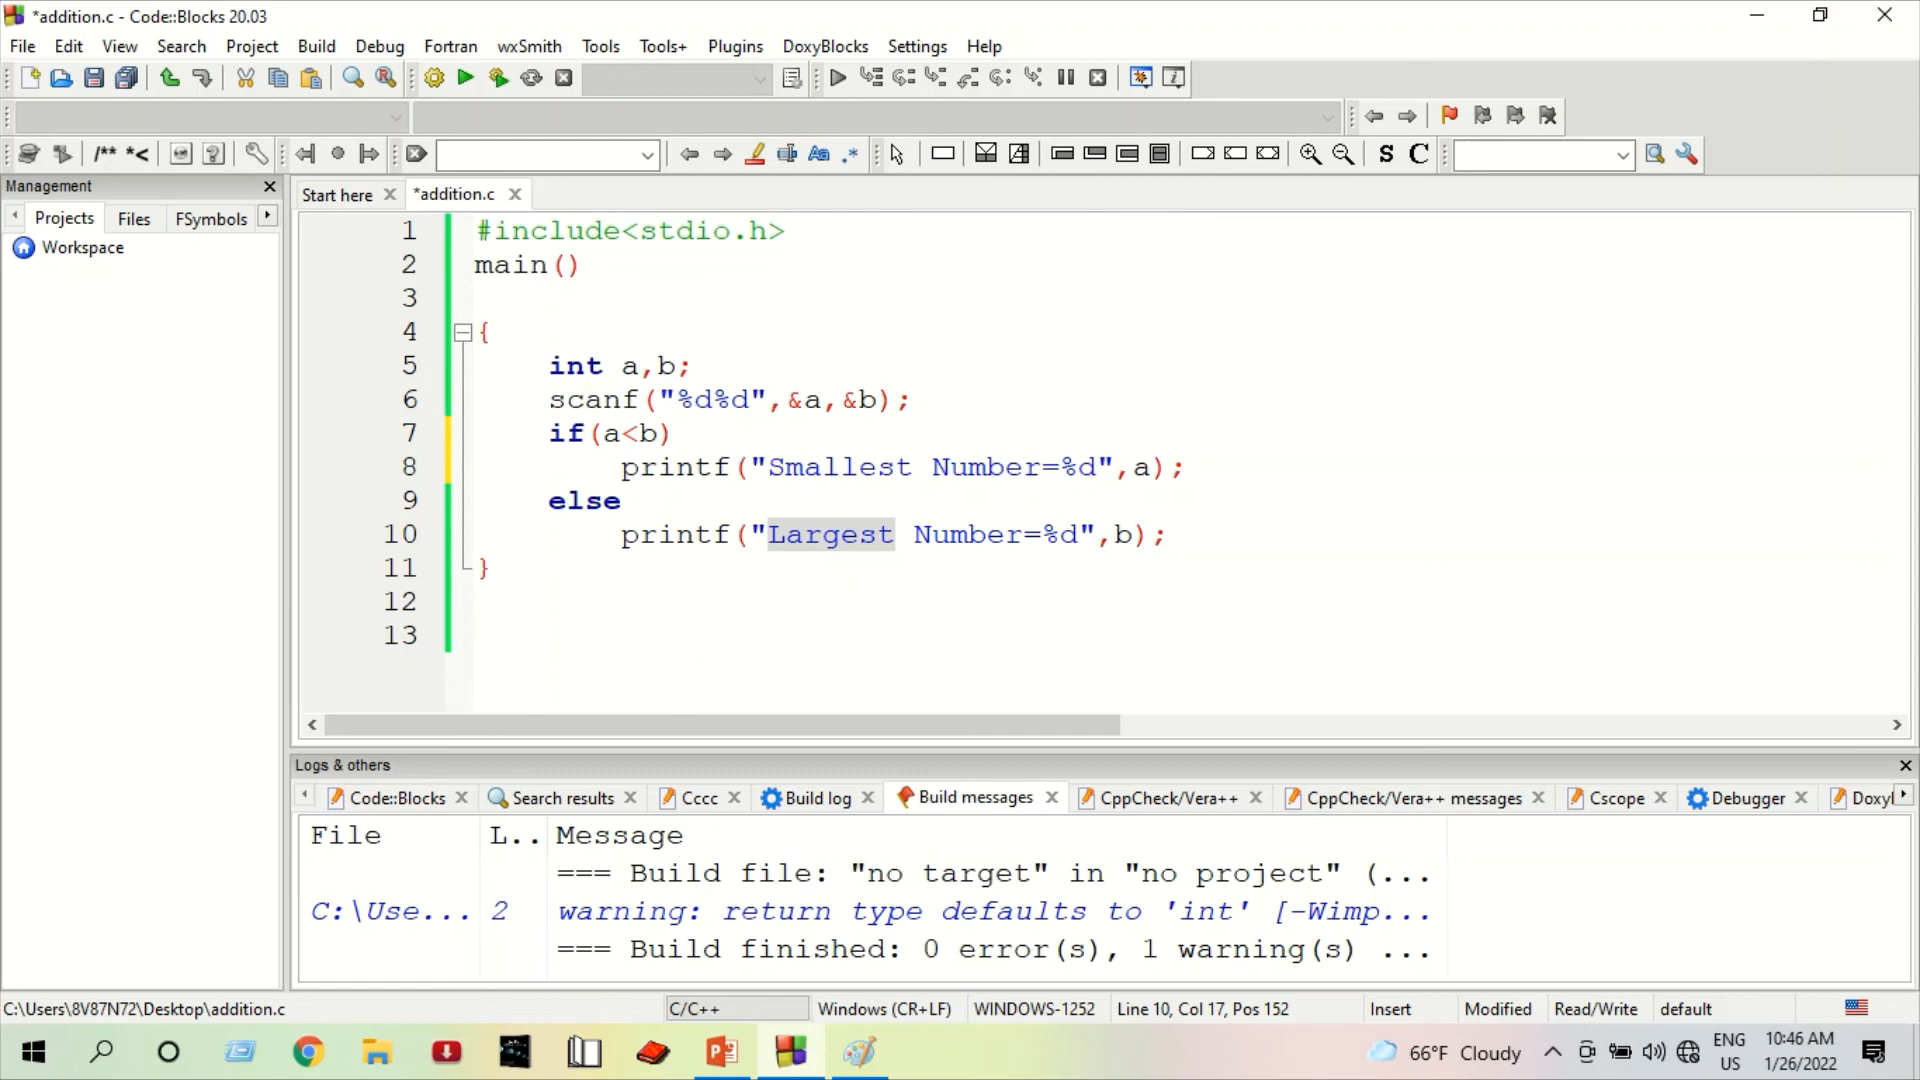 *addition.c - Code::Blocks 20.03
File Edit View Search Project Build Debug Fortran wxSmith Tools Tools+ Plugins DoxyBlocks Settings Help
/** *<
Aa .*
S C
Management
Projects Files FSymbols
Workspace
Start here *addition.c
1 #include<stdio.h>
2 main()
3
4 {
5 int a,b;
6 scanf("%d%d",&a,&b);
7 if(a<b)
8 printf("Smallest Number=%d",a);
9 else
10 printf("Largest Number=%d",b);
11 }
12
13
Logs & others
Code::Blocks Search results Cccc Build log Build messages CppCheck/Vera++ CppCheck/Vera++ messages Cscope Debugger Doxyl
File L.. Message
=== Build file: "no target" in "no project" (...
C:\Use... 2 warning: return type defaults to 'int' [-Wimp...
=== Build finished: 0 error(s), 1 warning(s) ...
C:\Users\8V87N72\Desktop\addition.c C/C++ Windows (CR+LF) WINDOWS-1252 Line 10, Col 17, Pos 152 Insert Modified Read/Write default
66°F Cloudy ENG US 10:46 AM 1/26/2022